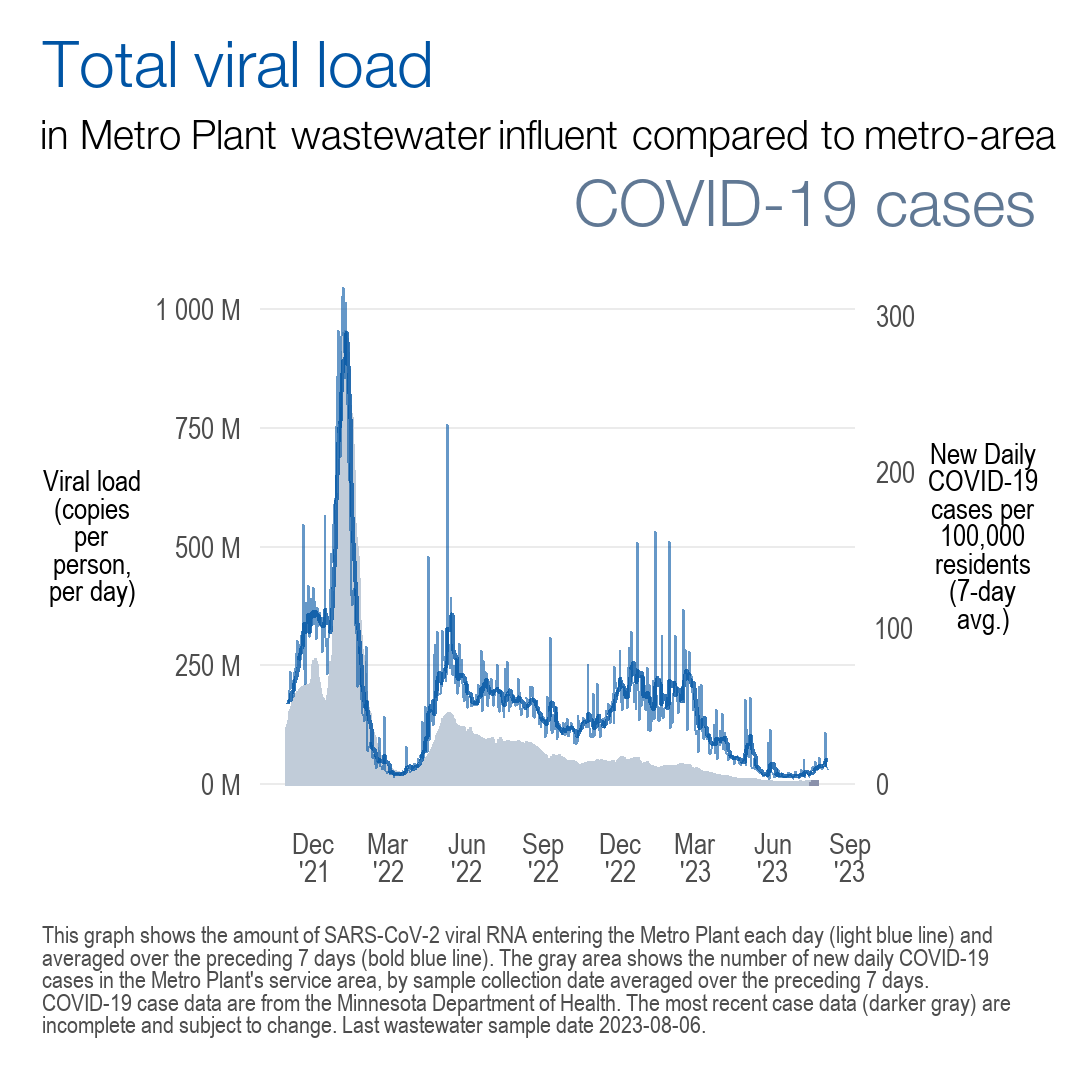 Total viral load
in Metro Plant wastewater influent compared to metro-area
COVID-19 cases
1 000 M
750 M
500 M
250 M
0 M
Viral load
(copies
per
person,
per day)
300
200
100
0
New Daily
COVID-19
cases per
100,000
residents
(7-day
avg.)
Dec
'21
Mar
'22
Jun
'22
Sep
'22
Dec
'22
Mar
'23
Jun
'23
Sep
'23
This graph shows the amount of SARS-CoV-2 viral RNA entering the Metro Plant each day (light blue line) and
averaged over the preceding 7 days (bold blue line). The gray area shows the number of new daily COVID-19
cases in the Metro Plant's service area, by sample collection date averaged over the preceding 7 days.
COVID-19 case data are from the Minnesota Department of Health. The most recent case data (darker gray) are
incomplete and subject to change. Last wastewater sample date 2023-08-06.